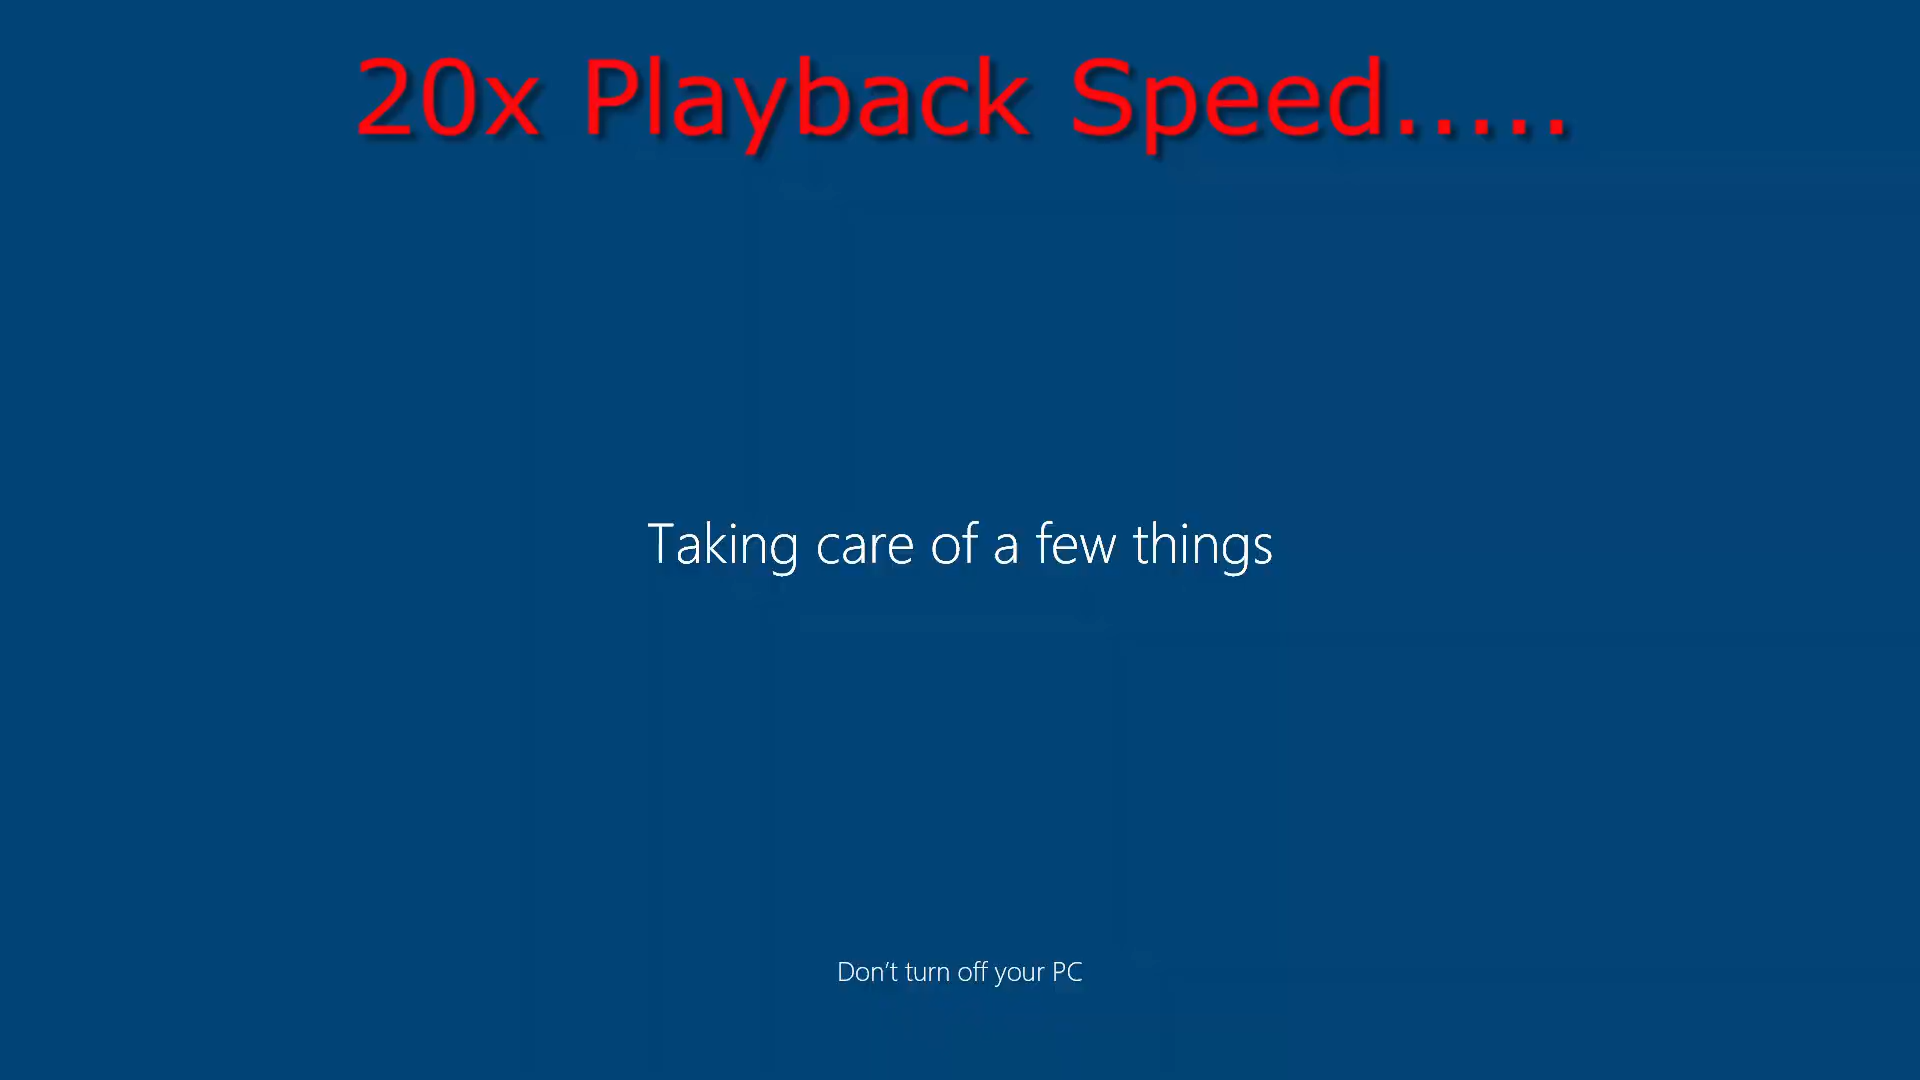 20x Playback Speed.....
Taking care of a few things
Don’t turn off your PC